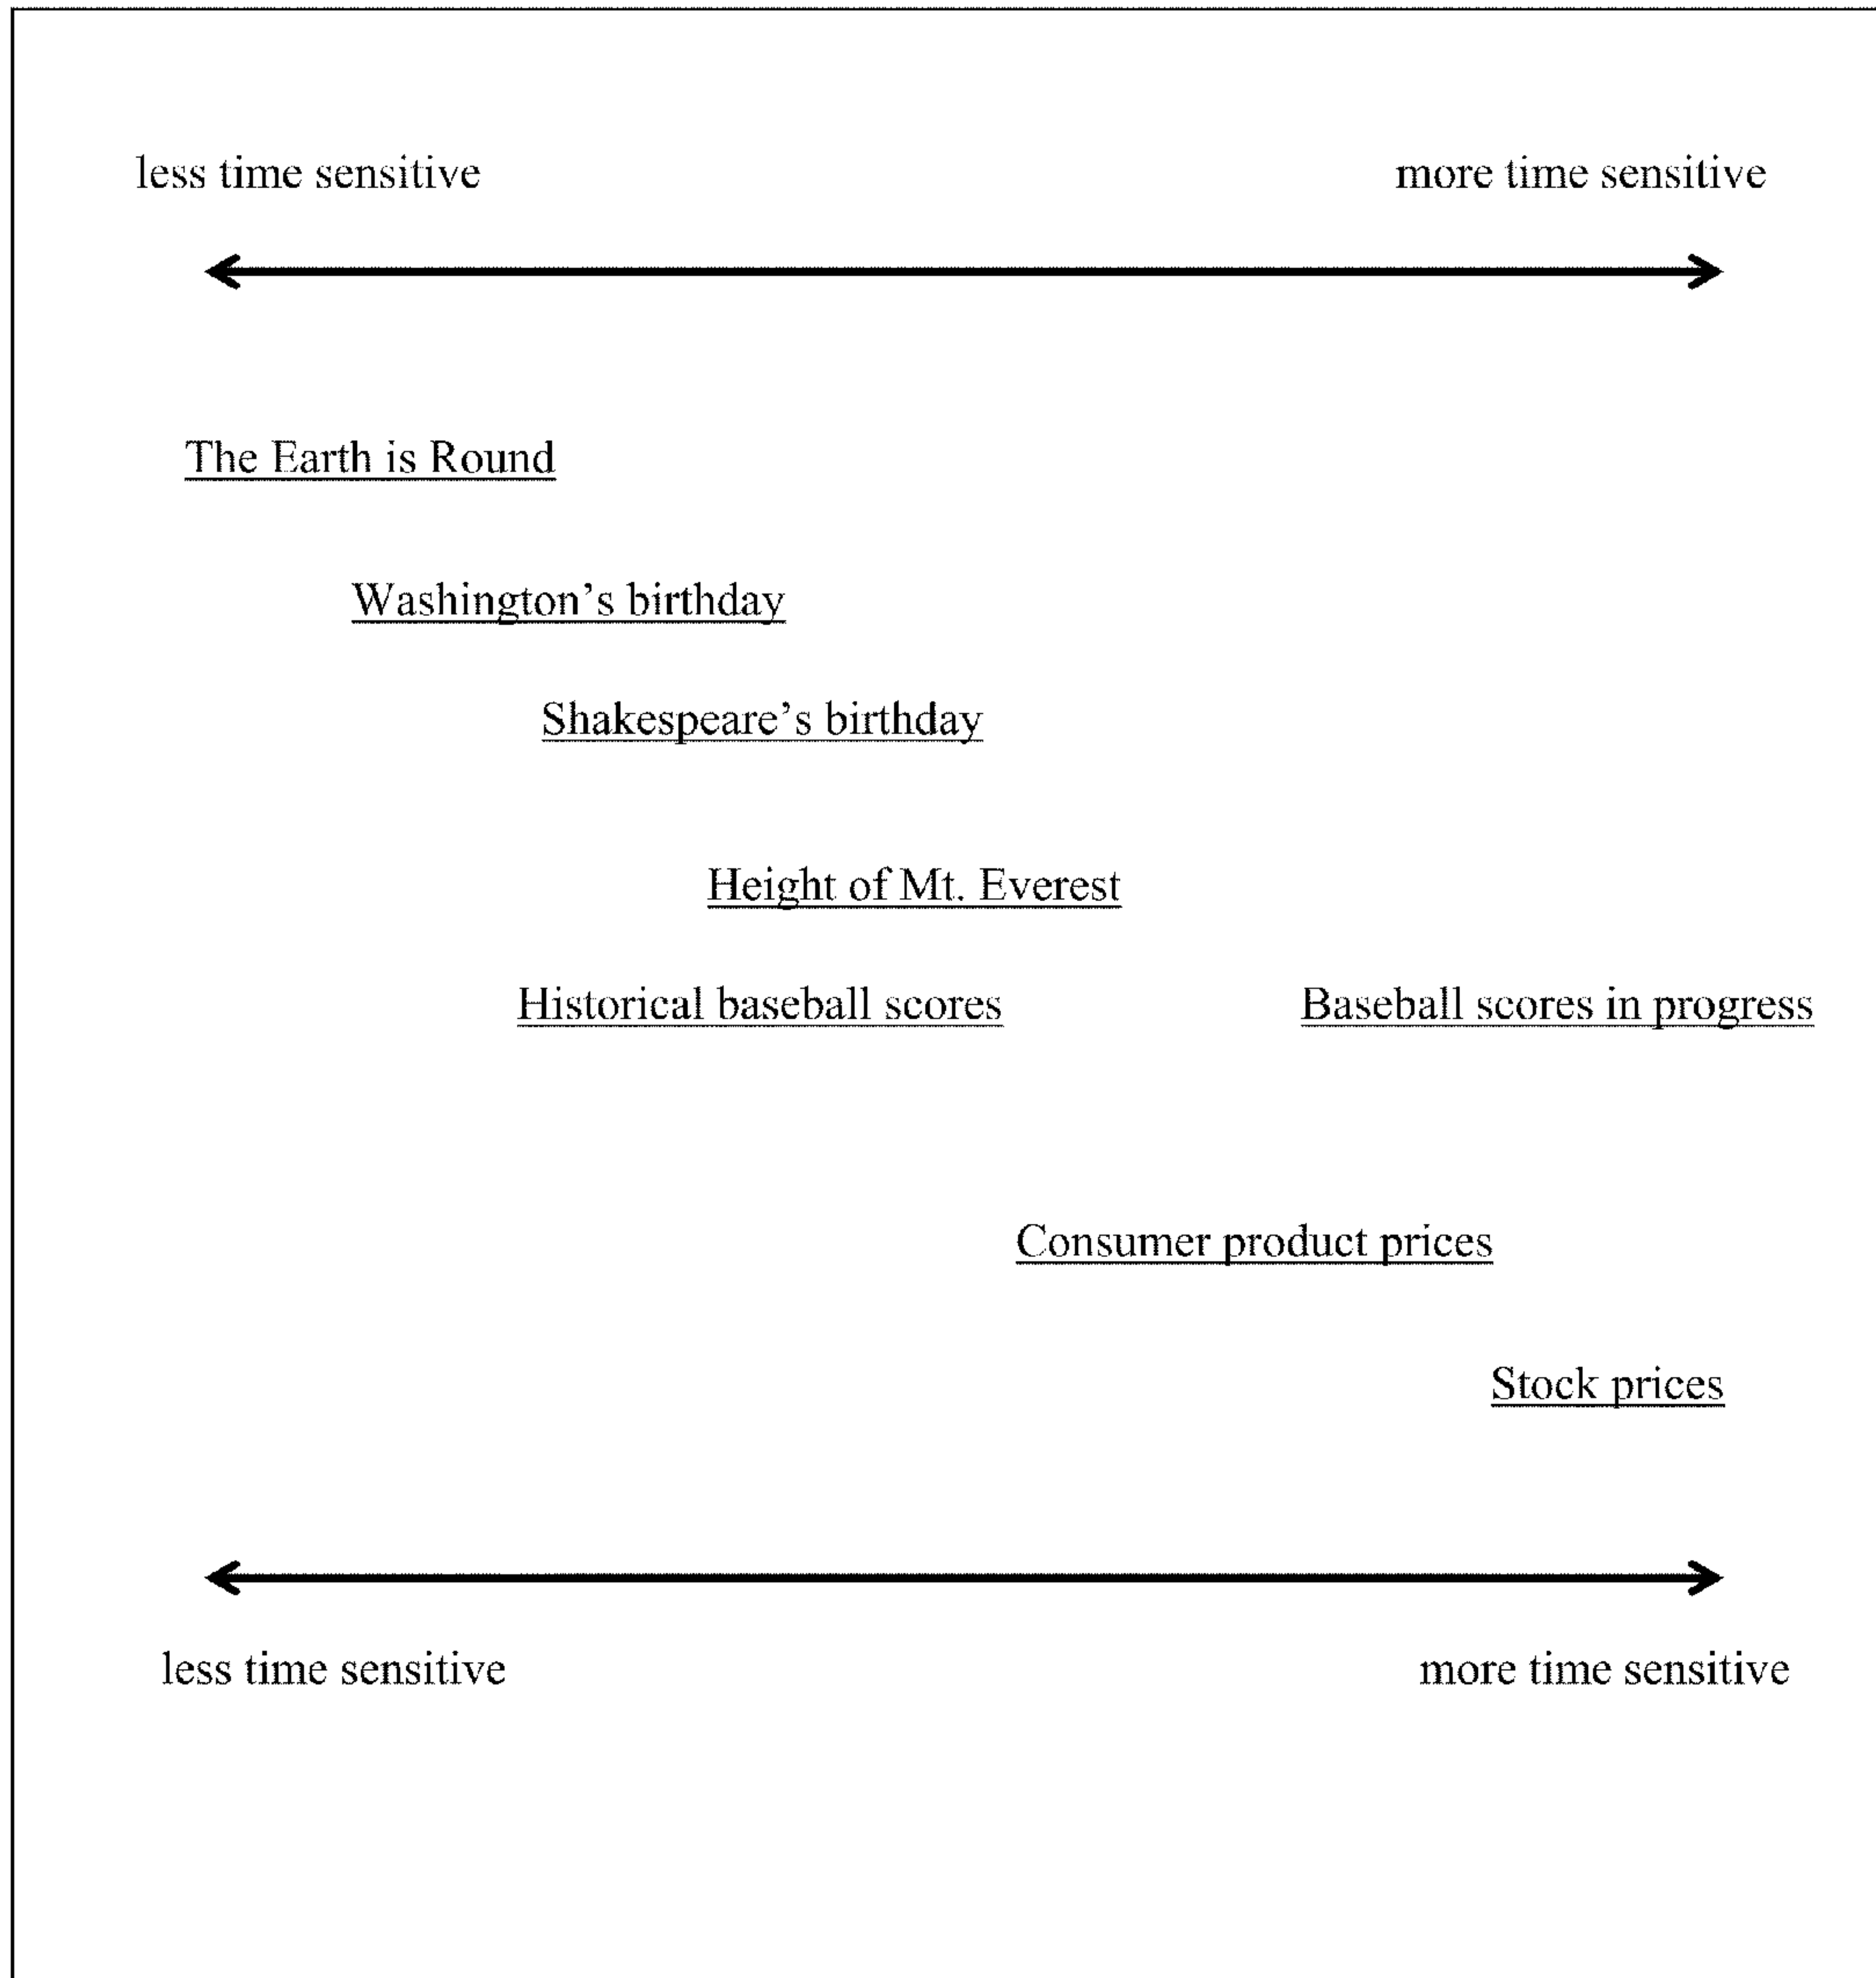 less time sensitive more time sensitive
The Earth is Round
Washington’s birthday
Shakespeare’s birthday
Height of Mt. Everest
Historical baseball scores Baseball scores in progress
Consumer product prices
Stock prices
less time sensitive more time sensitive